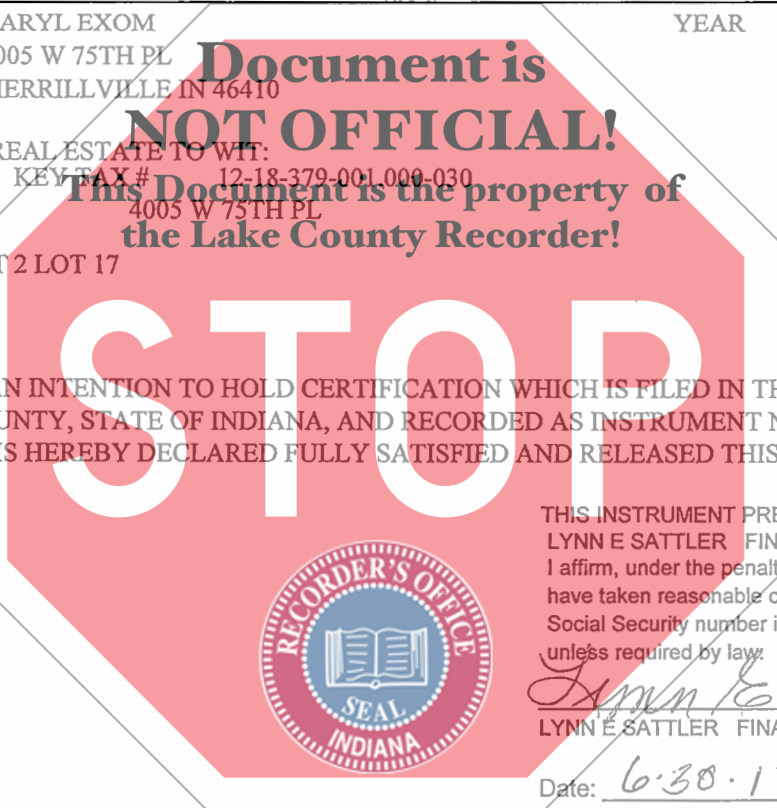 ARYL EXOM YEAR
005 W 75TH PL
Document is
ERRILLVILLE IN 46410
NOT OFFICIAL!
REAL ESTATE TO WIT:
KEY TAX # 12-18-379-001.000-030
This Document is the property of
4005 W 75TH PL
the Lake County Recorder!
2 LOT 17
STOP
AN INTENTION TO HOLD CERTIFICATION WHICH IS FILED IN TH
UNTY, STATE OF INDIANA, AND RECORDED AS INSTRUMENT N
IS HEREBY DECLARED FULLY SATISFIED AND RELEASED THIS
THIS INSTRUMENT PRE
LYNN E SATTLER FIN
I affirm, under the penalt
have taken reasonable c
Social Security number i
unless required by law.
Lynn E
LYNN E SATTLER FINA
Date: 6.30.1
RECORDER'S OFFICE
SEAL
INDIANA